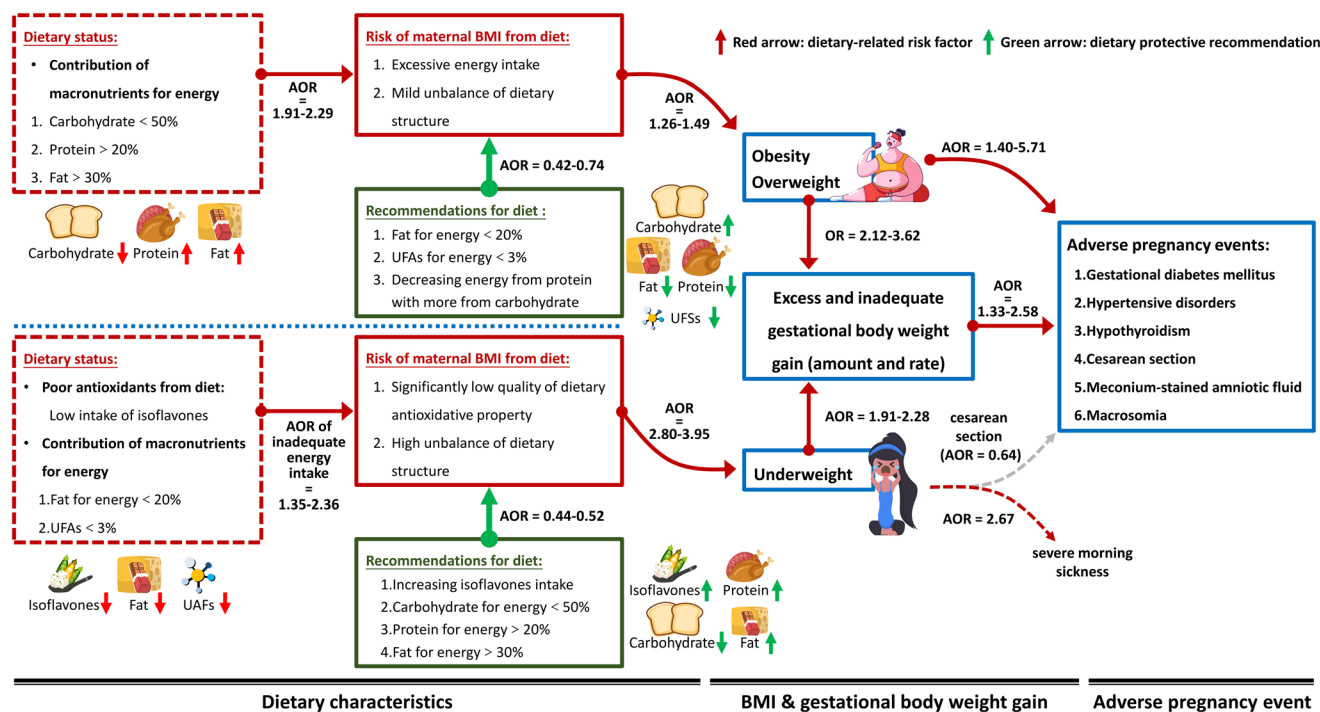 Red arrow: dietary-related risk factor
Green arrow: dietary protective recommendation
Dietary status:
• Contribution of
macronutrients for energy
1. Carbohydrate < 50%
2. Protein > 20%
3. Fat > 30%
Carbohydrate
Protein
Fat
AOR
=
1.91-2.29
Risk of maternal BMI from diet:
1. Excessive energy intake
2. Mild unbalance of dietary
structure
AOR = 0.42-0.74
Recommendations for diet :
1. Fat for energy < 20%
2. UFAs for energy < 3%
3. Decreasing energy from protein
with more from carbohydrate
Carbohydrate
Fat
Protein
UFSs
AOR
=
1.26-1.49
Obesity
Overweight
AOR = 1.40-5.71
OR = 2.12-3.62
Excess and inadequate
gestational body weight
gain (amount and rate)
AOR
=
1.33-2.58
Adverse pregnancy events:
1.Gestational diabetes mellitus
2.Hypertensive disorders
3.Hypothyroidism
4.Cesarean section
5.Meconium-stained amniotic fluid
6.Macrosomia
Dietary status:
• Poor antioxidants from diet:
Low intake of isoflavones
• Contribution of macronutrients
for energy
1.Fat for energy < 20%
2.UFAs < 3%
Isoflavones
Fat
UAFs
AOR of
inadequate
energy
intake
=
1.35-2.36
Risk of maternal BMI from diet:
1. Significantly low quality of dietary
antioxidative property
2. High unbalance of dietary
structure
AOR = 0.44-0.52
Recommendations for diet:
1.Increasing isoflavones intake
2.Carbohydrate for energy < 50%
3.Protein for energy > 20%
4.Fat for energy > 30%
Isoflavones
Protein
Carbohydrate
Fat
AOR
=
2.80-3.95
Underweight
AOR = 1.91-2.28
cesarean
section
(AOR = 0.64)
AOR = 2.67
severe morning
sickness
Dietary characteristics
BMI & gestational body weight gain
Adverse pregnancy event